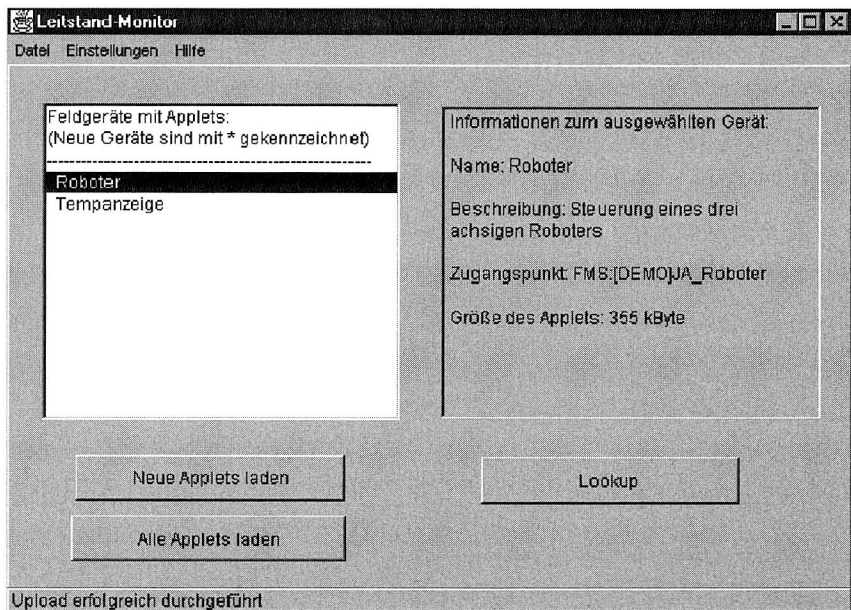 Leitstand-Monitor
Datei Einstellungen Hilfe
Feldgeräte mit Applets:
(Neue Geräte sind mit * gekennzeichnet)
----------------------------------------------------
Roboter
Tempanzeige
Informationen zum ausgewählten Gerät:
Name: Roboter
Beschreibung: Steuerung eines drei
achsigen Roboters
Zugangspunkt: FMS:[DEMO]JA_Roboter
Größe des Applets: 355 kByte
Neue Applets laden
Lookup
Alle Applets laden
Upload erfolgreich durchgeführt